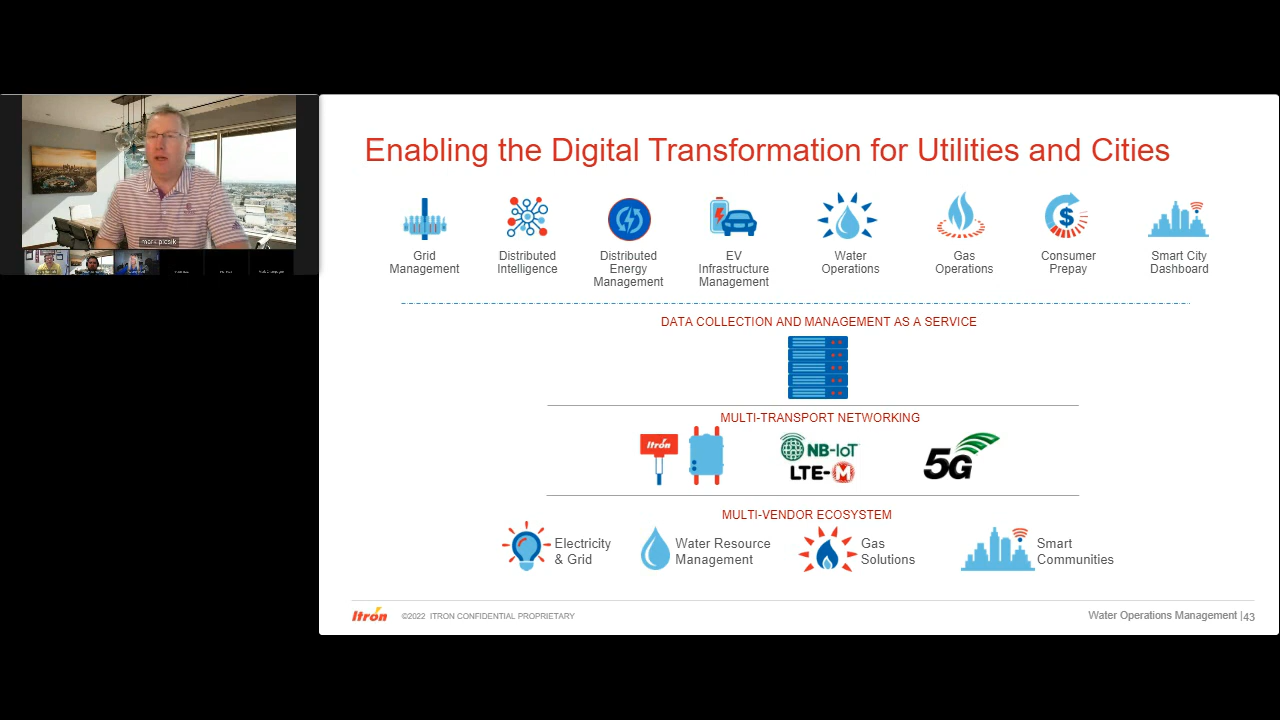 Enabling the Digital Transformation for Utilities and Cities
Grid
Management
Distributed
Intelligence
Distributed
Energy
Management
EV
Infrastructure
Management
Water
Operations
Gas
Operations
$
Consumer
Prepay
Smart City
Dashboard
DATA COLLECTION AND MANAGEMENT AS A SERVICE
MULTI-TRANSPORT NETWORKING
Itrón
NB-IoT
LTE-M
5G
MULTI-VENDOR ECOSYSTEM
Electricity
& Grid
Water Resource
Management
Gas
Solutions
Smart
Communities
Itrón
©2022 ITRON CONFIDENTIAL PROPRIETARY
Water Operations Management |43